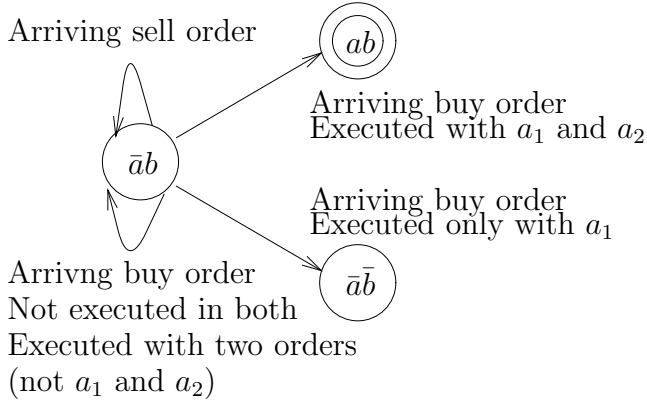 Arriving sell order
ab
Arriving buy order
Executed with a₁ and a₂
āb
Arriving buy order
Executed only with a₁
āb̄
Arrivng buy order
Not executed in both
Executed with two orders
(not a₁ and a₂)